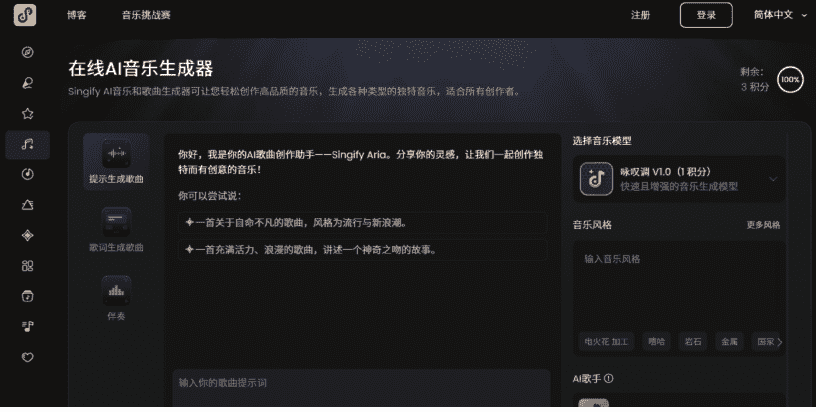 博客
音乐挑战赛
注册
登录
简体中文
在线AI音乐生成器
Singify AI音乐和歌曲生成器可让您轻松创作高品质的音乐，生成各种类型的独特音乐，适合所有创作者。
剩余：
3 积分
100%
提示生成歌曲
歌词生成歌曲
伴奏
你好，我是你的AI歌曲创作助手——Singify Aria。分享你的灵感，让我们一起创作独
特而有创意的音乐！
你可以尝试说：
一首关于自命不凡的歌曲，风格为流行与新浪潮。
一首充满活力、浪漫的歌曲，讲述一个神奇之吻的故事。
输入你的歌曲提示词
选择音乐模型
咏叹调 V1.0（1 积分）
快速且增强的音乐生成模型
音乐风格
更多风格
输入音乐风格
电火花 加工
嘻哈
岩石
金属
国家
AI歌手